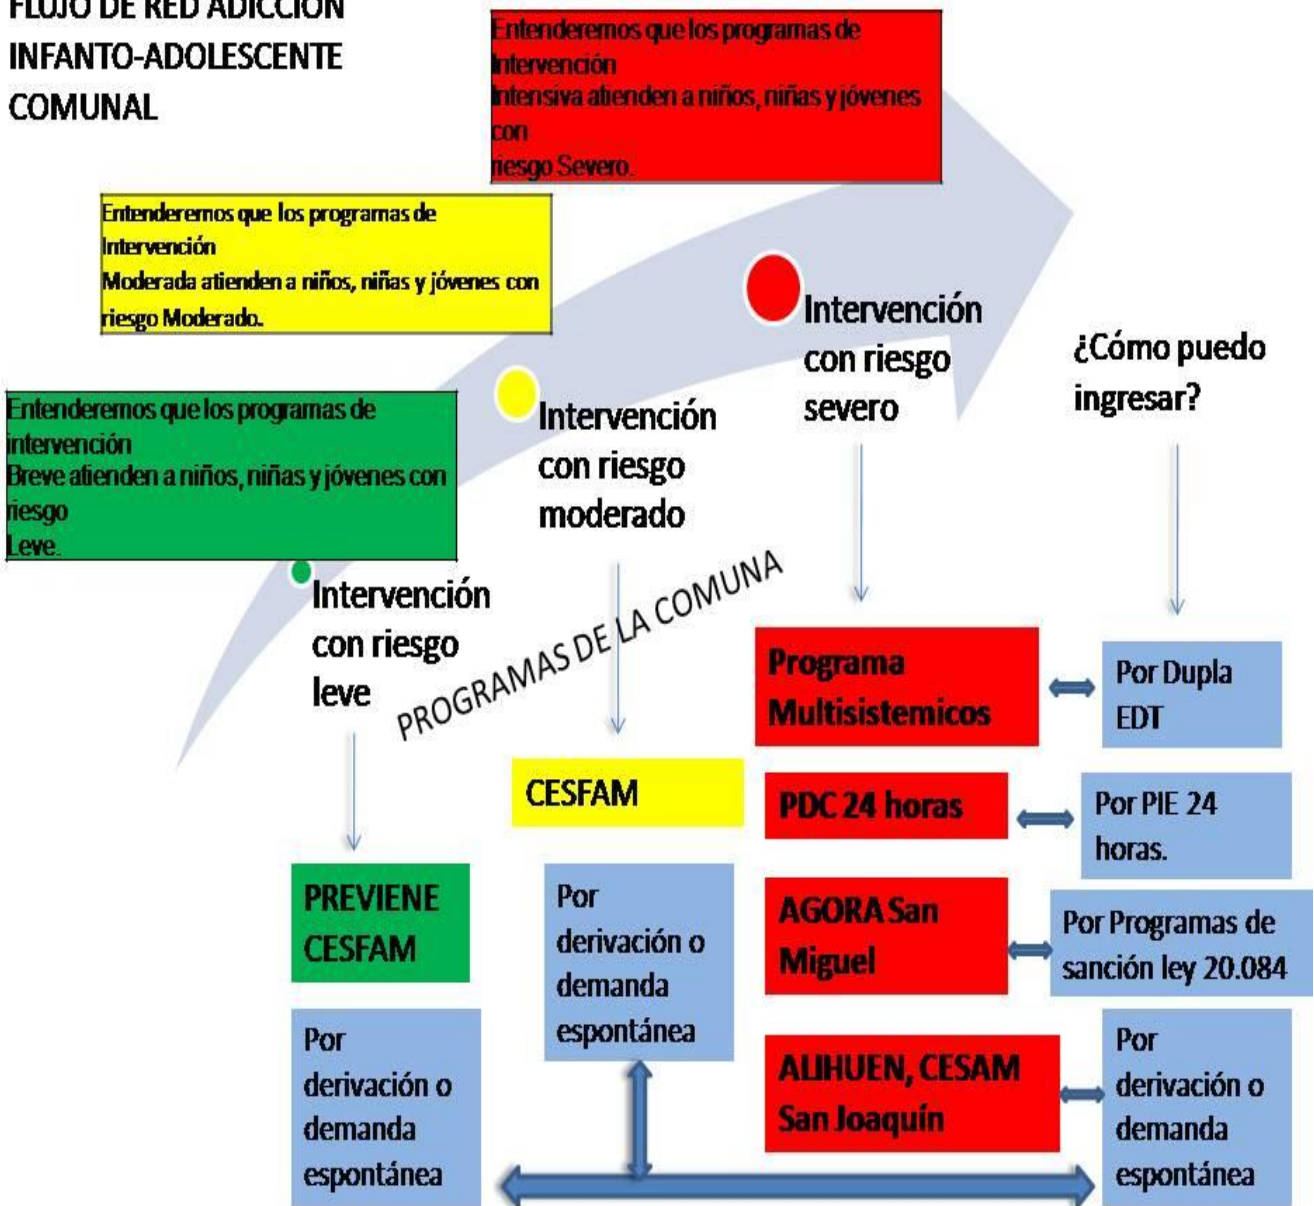 FLUJO DE RED ADICCION
INFANTO-ADOLESCENTE
COMUNAL
Entenderemos que los programas de
Intervención
Intensiva atienden a niños, niñas y jóvenes
con
riesgo Severo.
Entenderemos que los programas de
Intervención
Moderada atienden a niños, niñas y jóvenes con
riesgo Moderado.
Entenderemos que los programas de
intervención
Breve atienden a niños, niñas y jóvenes con
riesgo
Leve.
Intervención
con riesgo
leve
Intervención
con riesgo
moderado
Intervención
con riesgo
severo
¿Cómo puedo
ingresar?
PROGRAMAS DE LA COMUNA
PREVIENE
CESFAM
Por
derivación o
demanda
espontánea
CESFAM
Por
derivación o
demanda
espontánea
Programa
Multisistemicos
Por Dupla
EDT
PDC 24 horas
Por PIE 24
horas.
AGORA San
Miguel
Por Programas de
sanción ley 20.084
ALIHUEN, CESAM
San Joaquín
Por
derivación o
demanda
espontánea